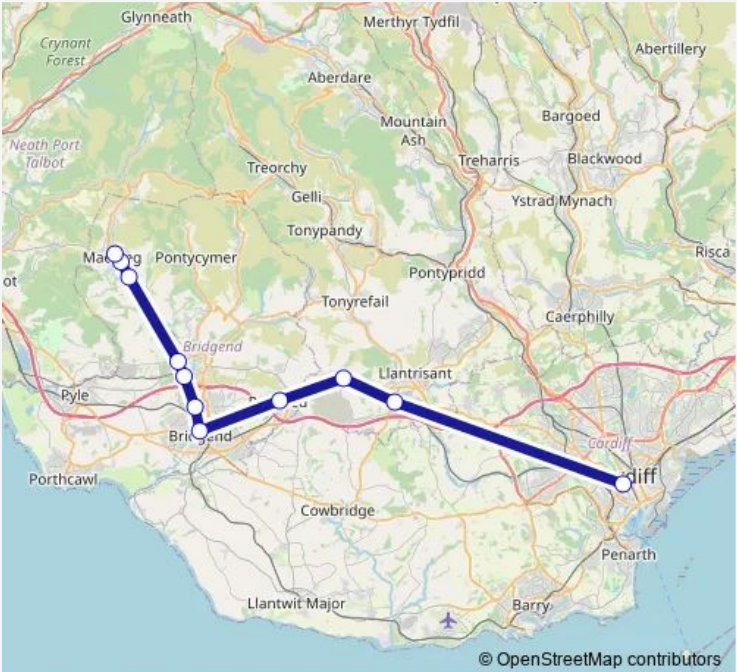 Glynneath
Merthyr Tydfil
Crynant
Forest
Abertillery
Aberdare
Bargoed
Mountain
Ash
Neath Port
Talbot
Treharris
Blackwood
Treorchy
Gelli
Ystrad Mynach
Tonypandy
Pontycymer
Risca
Pontypridd
Tonyrefail
Caerphilly
Bridgend
Llantrisant
Pyle
Bridgend
Cardiff
Porthcawl
Cowbridge
Penarth
Llantwit Major
Barry
© OpenStreetMap contributors